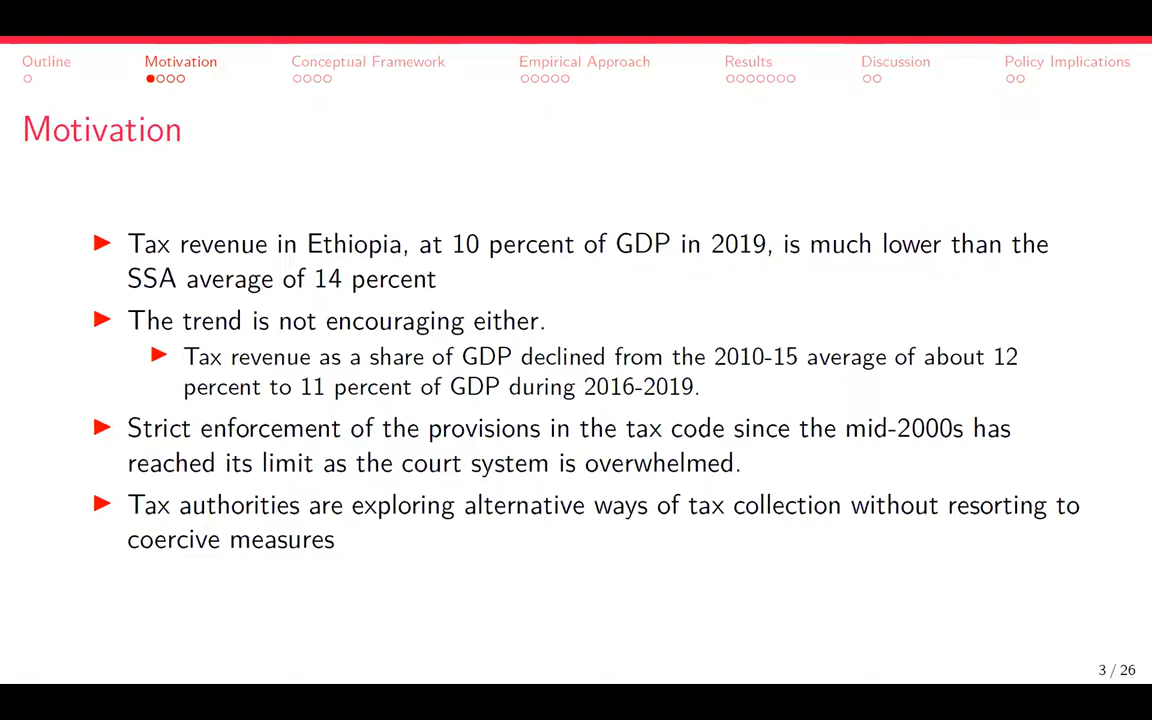 Outline Motivation Conceptual Framework Empirical Approach Results Discussion Policy Implications
Motivation
Tax revenue in Ethiopia, at 10 percent of GDP in 2019, is much lower than the
SSA average of 14 percent
The trend is not encouraging either.
Tax revenue as a share of GDP declined from the 2010-15 average of about 12
percent to 11 percent of GDP during 2016-2019.
Strict enforcement of the provisions in the tax code since the mid-2000s has
reached its limit as the court system is overwhelmed.
Tax authorities are exploring alternative ways of tax collection without resorting to
coercive measures
3 / 26